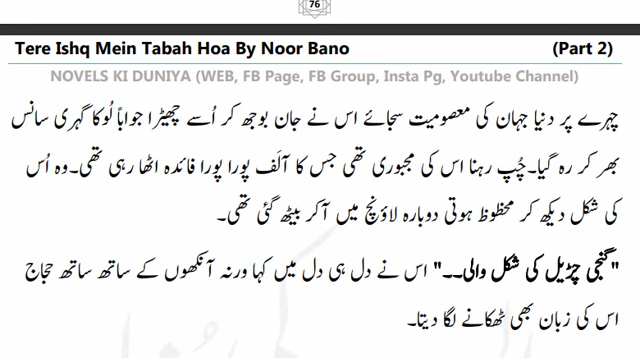 76
Tere Ishq Mein Tabah Hoa By Noor Bano (Part 2)
NOVELS KI DUNIYA (WEB, FB Page, FB Group, Insta Pg, Youtube Channel)
چہرے پر دنیا جہان کی معصومیت سجائے اس نے جان بوجھ کر اُسے چھیڑا جواباً لُوکا گہری سانس
بھر کر رہ گیا۔ چُپ رہنا اس کی مجبوری تھی جس کا آلَف پورا پورا فائدہ اٹھا رہی تھی۔ وہ اُس
کی شکل دیکھ کر محظوظ ہوتی دوبارہ لاؤنچ میں آکر بیٹھ گئی تھی۔
"گنجی چڑیل کی شکل والی۔۔" اس نے دل ہی دل میں کہا ورنہ آنکھوں کے ساتھ ساتھ حجاج
اس کی زبان بھی ٹھکانے لگا دیتا۔